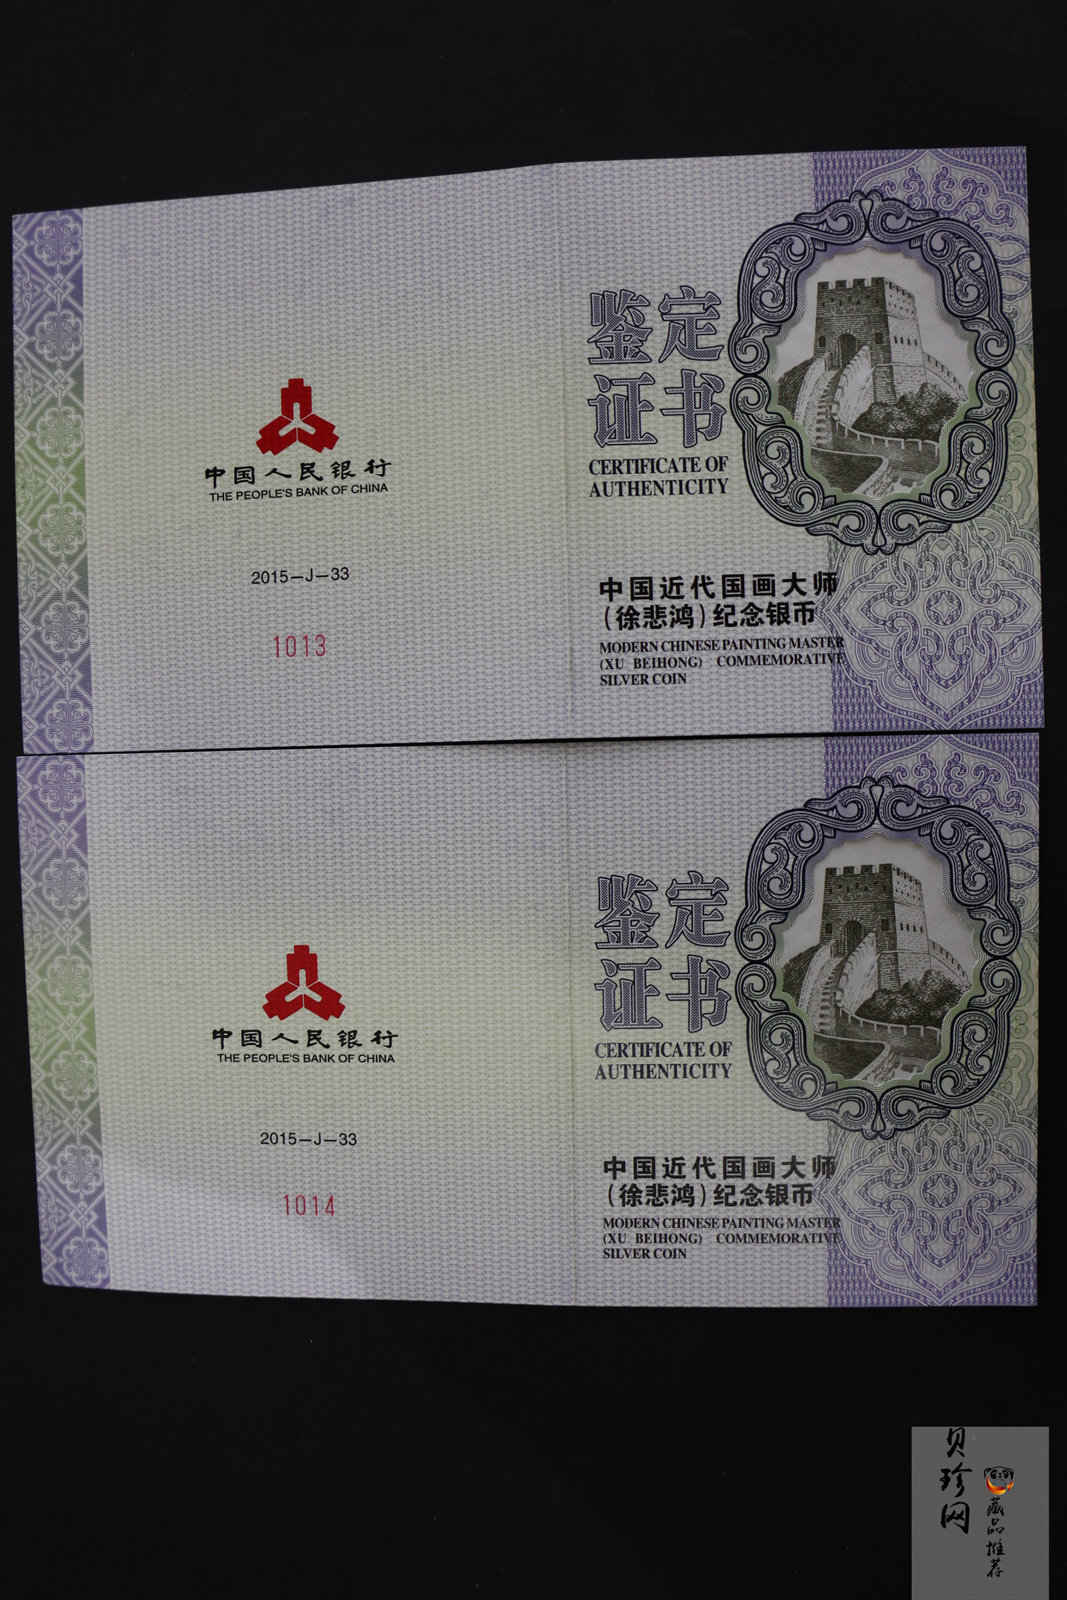 中国人民银行
THE PEOPLE'S BANK OF CHINA
2015-J-33
1013
鉴定
证书
CERTIFICATE OF
AUTHENTICITY
中国近代国画大师
(徐悲鸿) 纪念银币
MODERN CHINESE PAINTING MASTER
(XU BEIHONG) COMMEMORATIVE
SILVER COIN
中国人民银行
THE PEOPLE'S BANK OF CHINA
2015-J-33
1014
鉴定
证书
CERTIFICATE OF
AUTHENTICITY
中国近代国画大师
(徐悲鸿) 纪念银币
MODERN CHINESE PAINTING MASTER
(XU BEIHONG) COMMEMORATIVE
SILVER COIN
贝珍网
藏品推荐